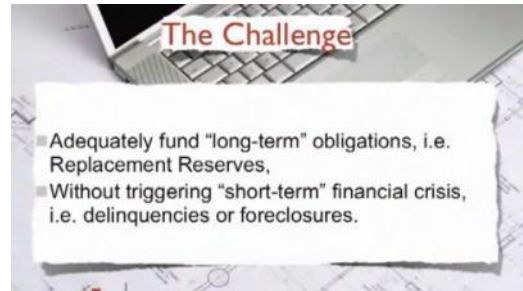 The Challenge
Adequately fund “long-term” obligations, i.e.
Replacement Reserves,
Without triggering “short-term” financial crisis,
i.e. delinquencies or foreclosures.